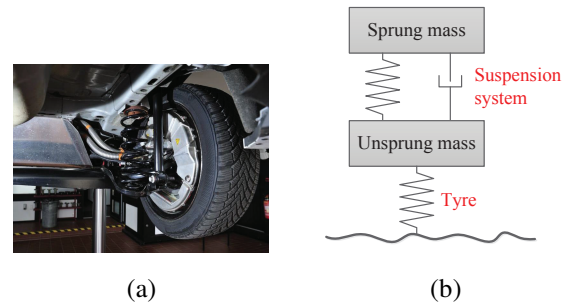 Sprung mass
Suspension
system
Unsprung mass
Tyre
(a)
(b)